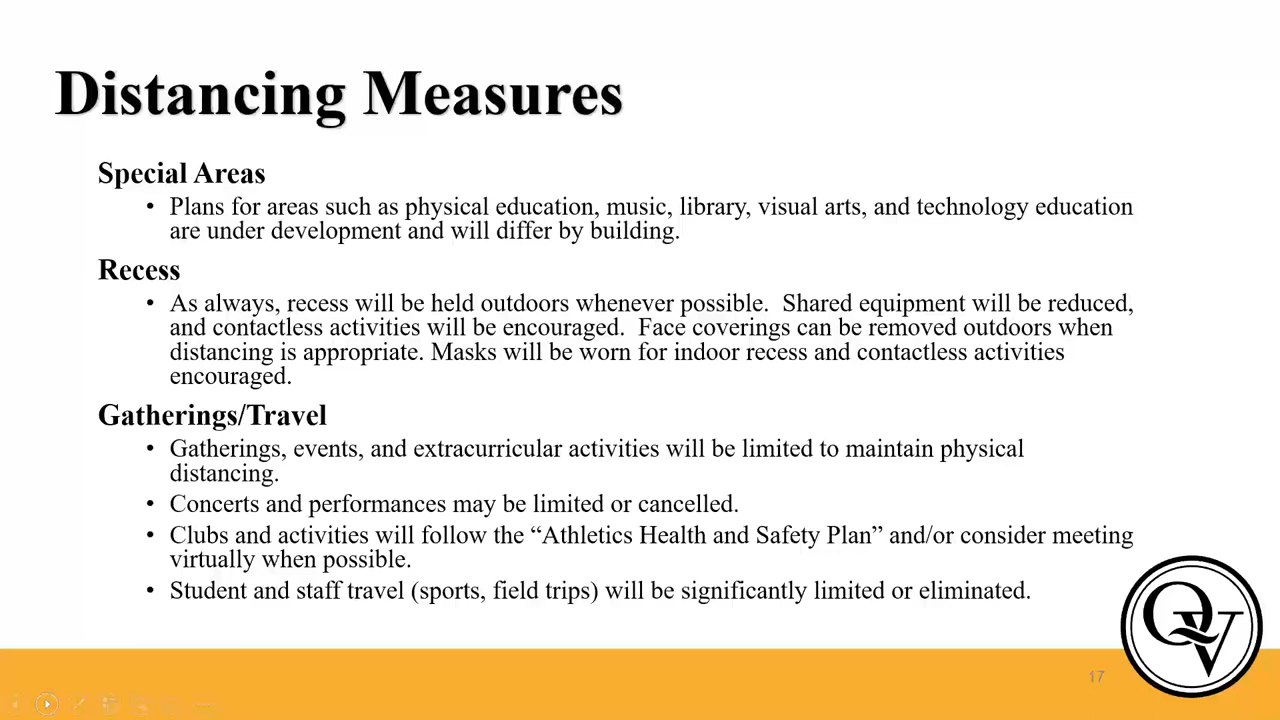 Distancing Measures
Special Areas
• Plans for areas such as physical education, music, library, visual arts, and technology education
are under development and will differ by building.
Recess
• As always, recess will be held outdoors whenever possible.  Shared equipment will be reduced,
and contactless activities will be encouraged.  Face coverings can be removed outdoors when
distancing is appropriate. Masks will be worn for indoor recess and contactless activities
encouraged.
Gatherings/Travel
• Gatherings, events, and extracurricular activities will be limited to maintain physical
distancing.
• Concerts and performances may be limited or cancelled.
• Clubs and activities will follow the “Athletics Health and Safety Plan” and/or consider meeting
virtually when possible.
• Student and staff travel (sports, field trips) will be significantly limited or eliminated.
QV
17